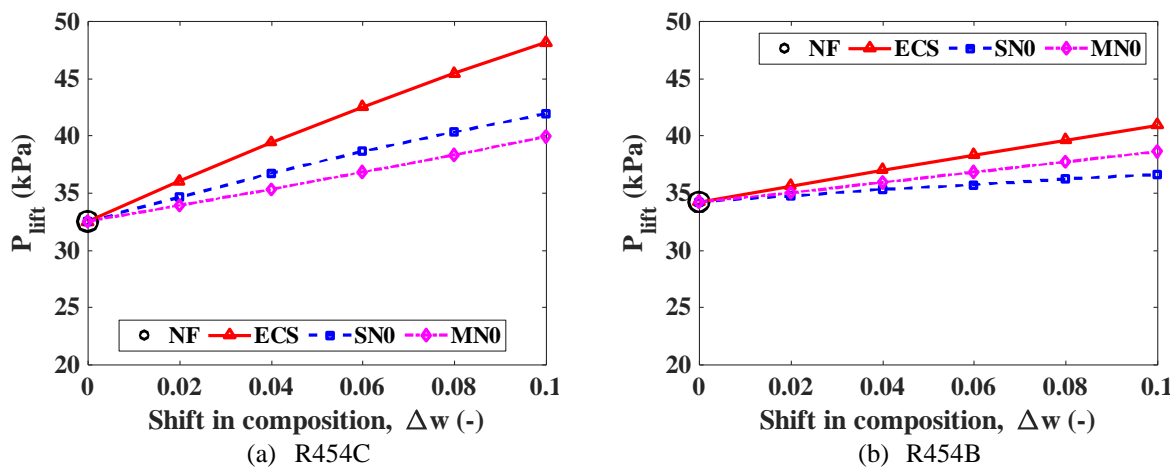 50
45
40
35
30
25
20
P_lift (kPa)
NF ECS SN0 MN0
0 0.02 0.04 0.06 0.08 0.1
Shift in composition, Δw (-)
(a) R454C
50
45
40
35
30
25
20
P_lift (kPa)
NF ECS SN0 MN0
0 0.02 0.04 0.06 0.08 0.1
Shift in composition, Δw (-)
(b) R454B